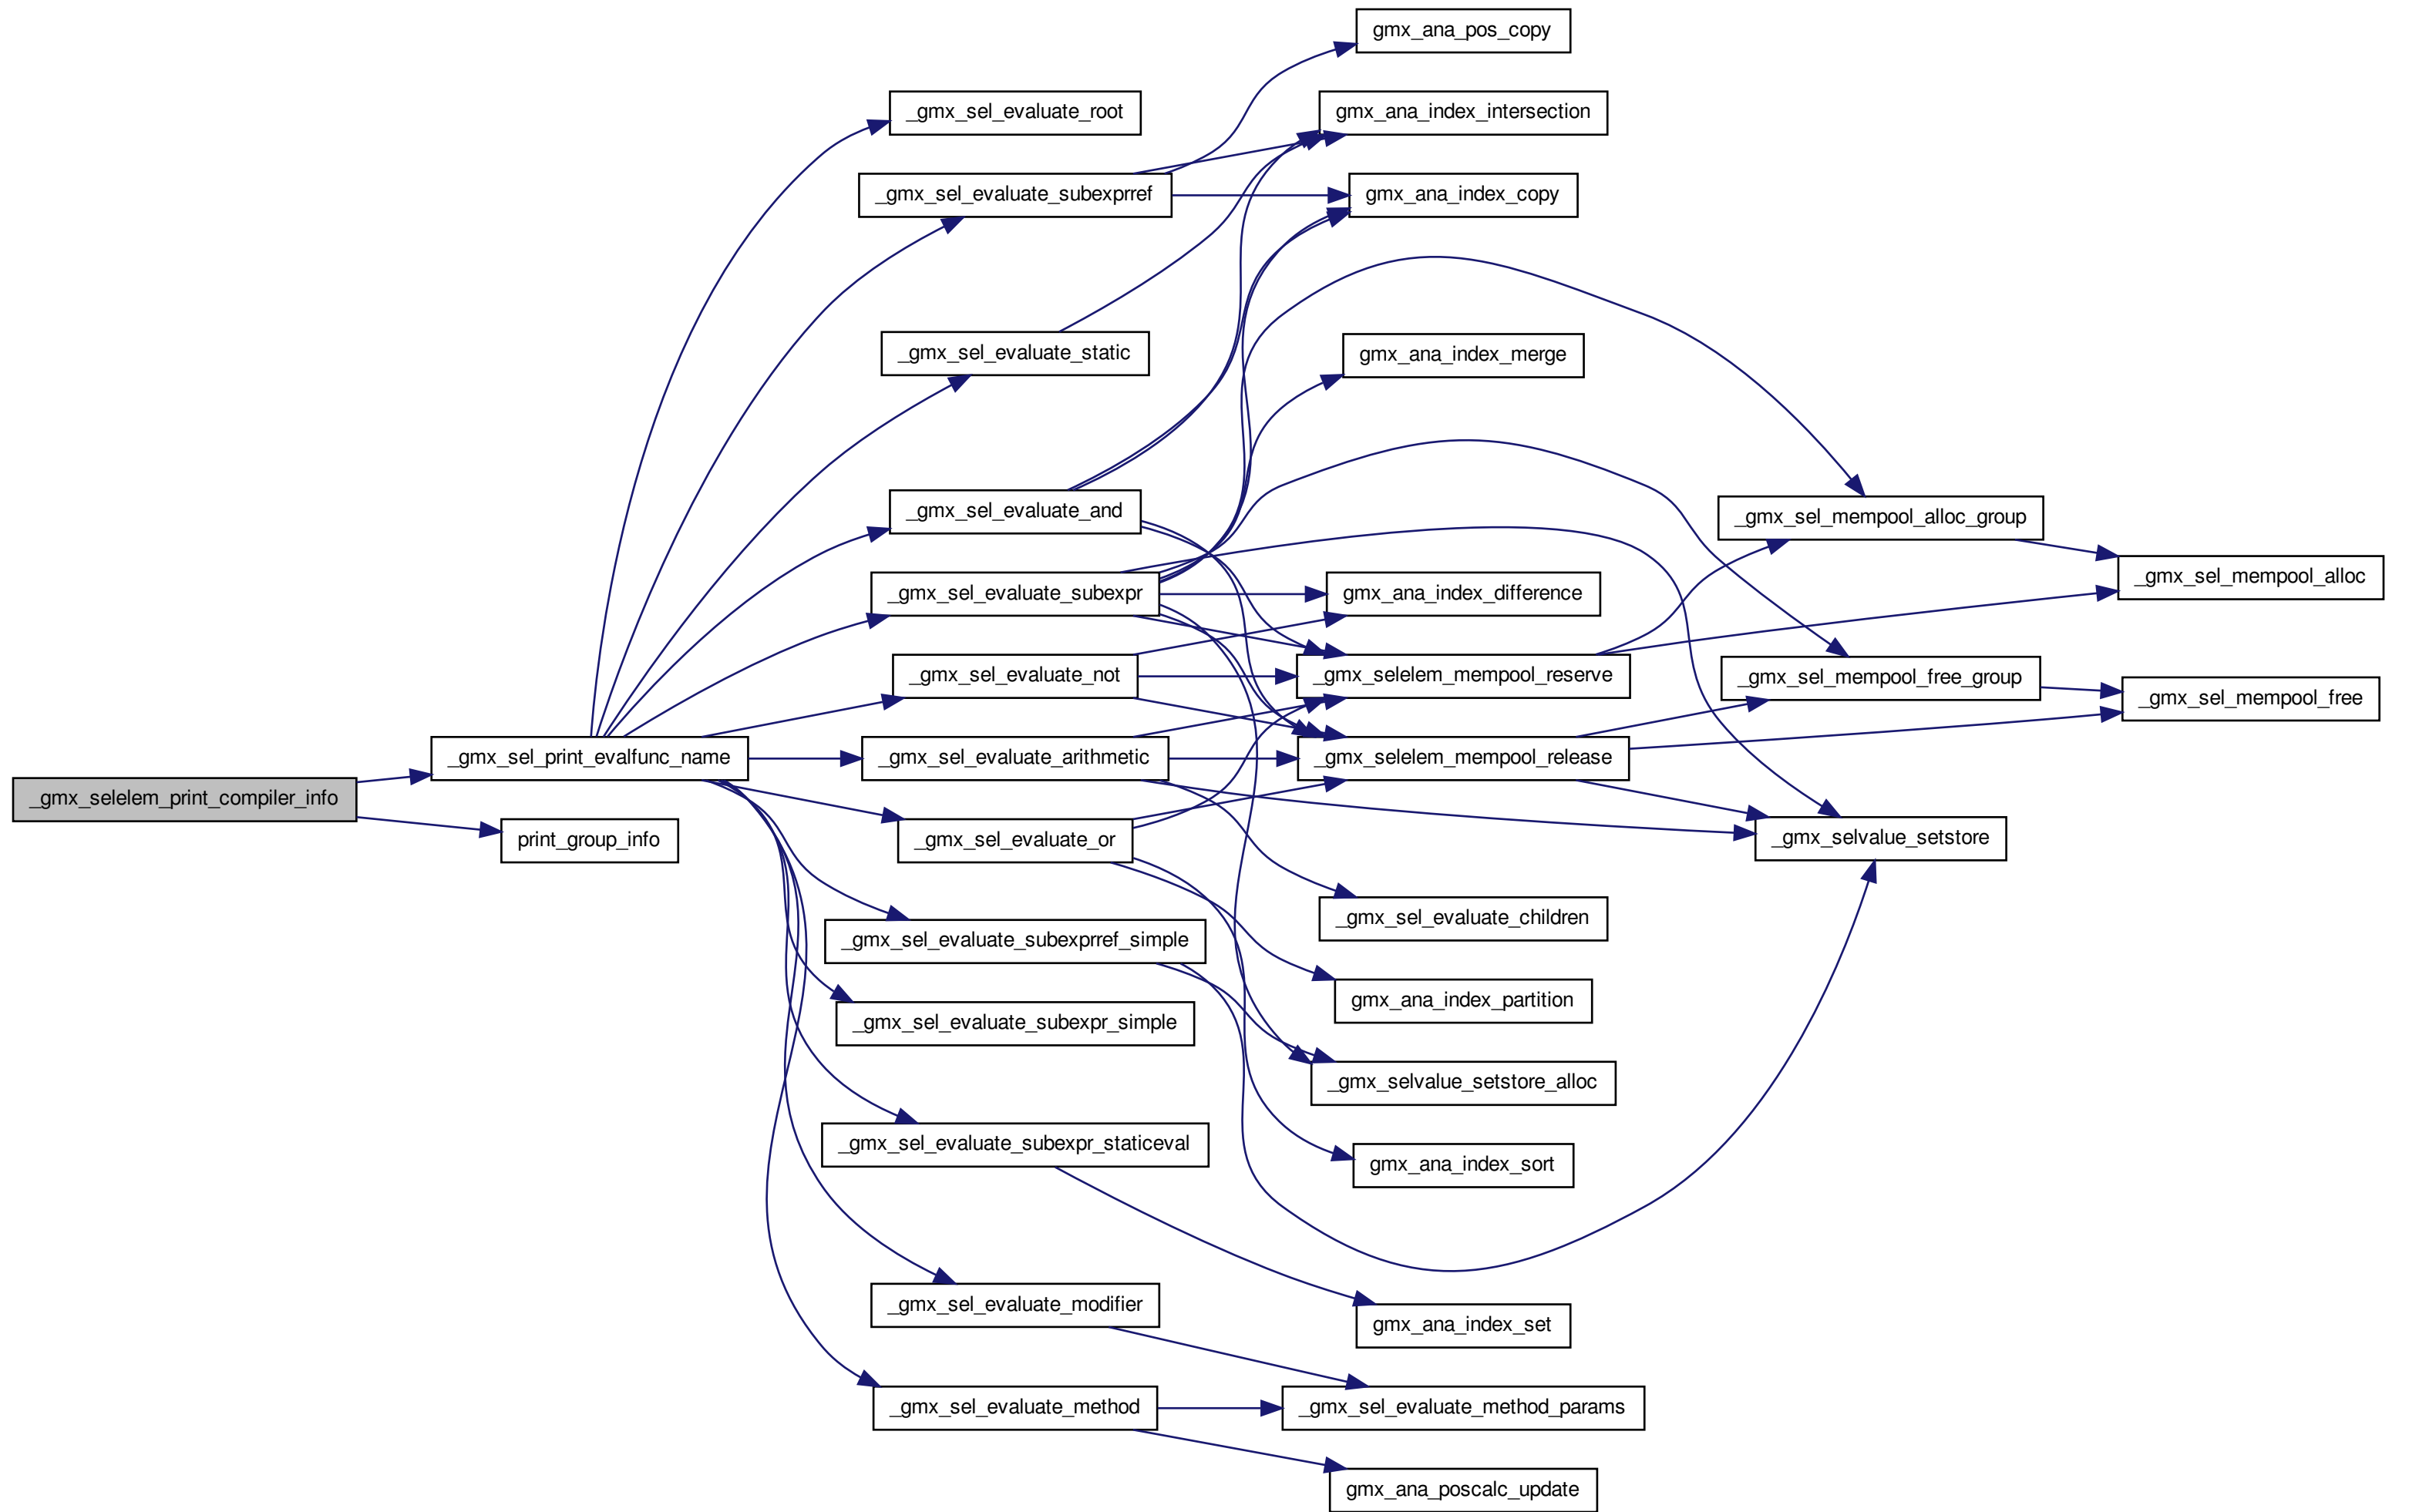 _gmx_selelem_print_compiler_info
_gmx_sel_print_evalfunc_name
print_group_info
_gmx_sel_evaluate_root
_gmx_sel_evaluate_subexprref
_gmx_sel_evaluate_static
_gmx_sel_evaluate_and
_gmx_sel_evaluate_subexpr
_gmx_sel_evaluate_not
_gmx_sel_evaluate_arithmetic
_gmx_sel_evaluate_or
_gmx_sel_evaluate_subexprref_simple
_gmx_sel_evaluate_subexpr_simple
_gmx_sel_evaluate_subexpr_staticeval
_gmx_sel_evaluate_modifier
_gmx_sel_evaluate_method
gmx_ana_pos_copy
gmx_ana_index_intersection
gmx_ana_index_copy
gmx_ana_index_merge
gmx_ana_index_difference
_gmx_selelem_mempool_reserve
_gmx_selelem_mempool_release
_gmx_sel_evaluate_children
gmx_ana_index_partition
_gmx_selvalue_setstore_alloc
gmx_ana_index_sort
gmx_ana_index_set
_gmx_sel_evaluate_method_params
gmx_ana_poscalc_update
_gmx_sel_mempool_alloc_group
_gmx_sel_mempool_free_group
_gmx_selvalue_setstore
_gmx_sel_mempool_alloc
_gmx_sel_mempool_free